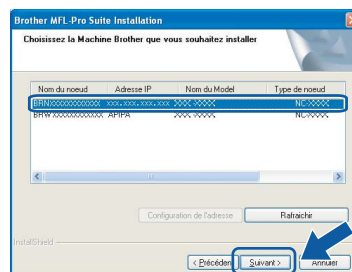 Brother MFL-Pro Suite Installation
Choisissez la Machine Brother que vous souhaitez installer
Nom du noeud Adresse IP Nom du Model Type de noeud
BRNXXXXXXXXXXXX xxx.xxx.xxx.xxx XXX-XXXX NC-XXXX
BRWXXXXXXXXXXXX APIPA XXX-XXXX NC-XXXX
Configuration de l'adresse Rafraichir
InstallShield
< Précéden Suivant > Annuler